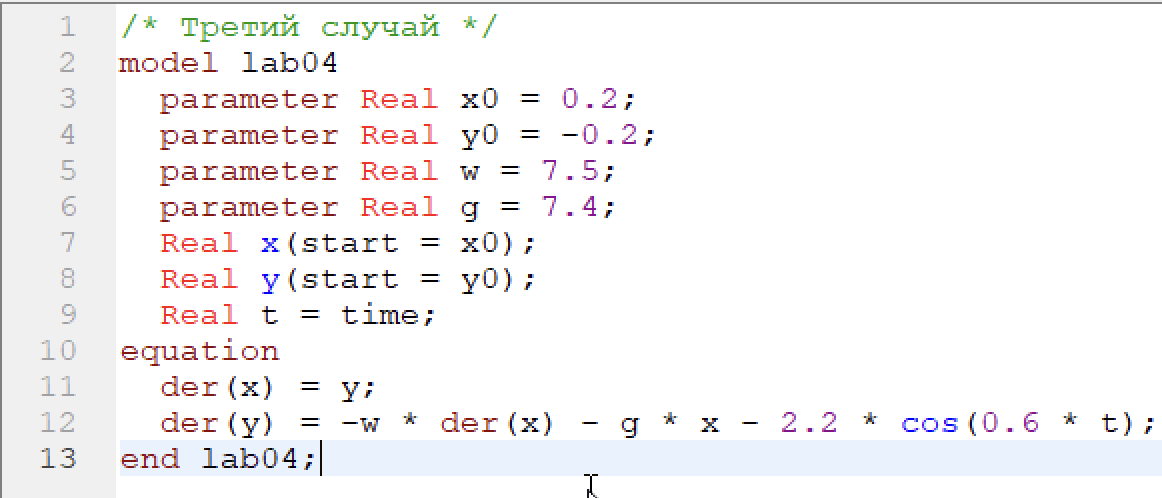 1 /* Третий случай */
2 model lab04
3   parameter Real x0 = 0.2;
4   parameter Real y0 = -0.2;
5   parameter Real w = 7.5;
6   parameter Real g = 7.4;
7   Real x(start = x0);
8   Real y(start = y0);
9   Real t = time;
10 equation
11   der(x) = y;
12   der(y) = -w * der(x) - g * x - 2.2 * cos(0.6 * t);
13 end lab04;